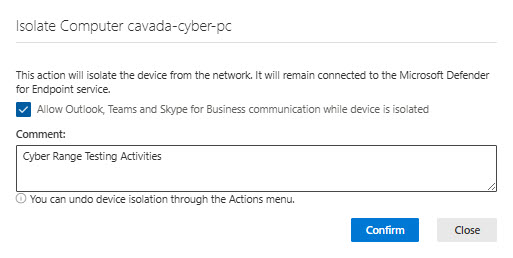 Isolate Computer cavada-cyber-pc
This action will isolate the device from the network. It will remain connected to the Microsoft Defender
for Endpoint service.
Allow Outlook, Teams and Skype for Business communication while device is isolated
Comment:
Cyber Range Testing Activities
You can undo device isolation through the Actions menu.
Confirm Close